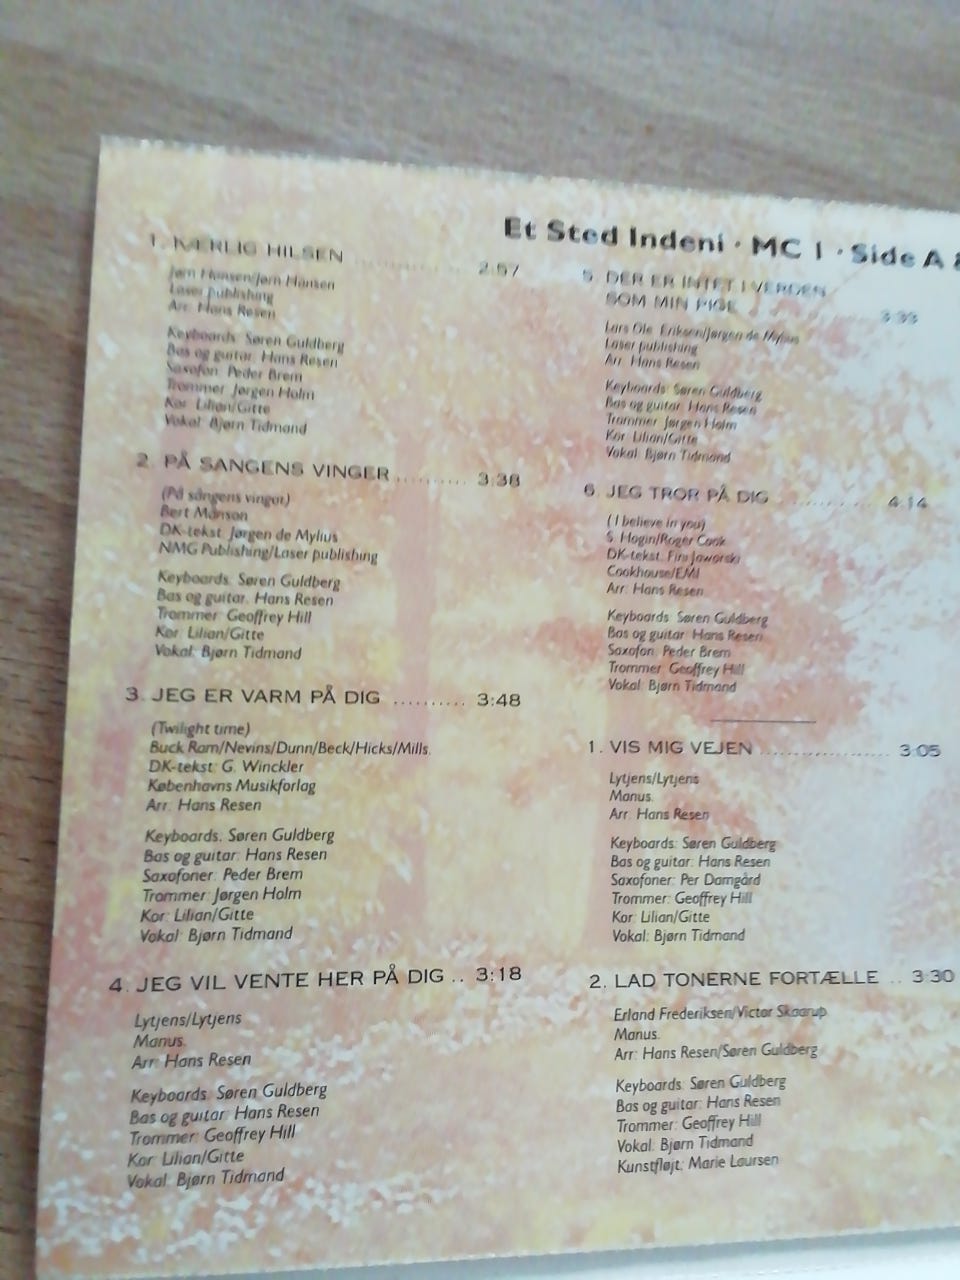 Et Sted Indeni · MC 1 · Side A &
1. KÆRLIG HILSEN .............. 2:57
Jørn Hansen/Jørn Hansen
Laser publishing
Arr: Hans Resen
Keyboards: Søren Guldberg
Bas og guitar: Hans Resen
Saxofon: Peder Brem
Trommer: Jørgen Holm
Kor: Lilian/Gitte
Vokal: Bjørn Tidmand
2. PÅ SANGENS VINGER .......... 3:38
(På sångens vingar)
Bert Månson
DK-tekst: Jørgen de Mylius
NMG Publishing/Laser publishing
Keyboards: Søren Guldberg
Bas og guitar: Hans Resen
Trommer: Geoffrey Hill
Kor: Lilian/Gitte
Vokal: Bjørn Tidmand
3. JEG ER VARM PÅ DIG .......... 3:48
(Twilight time)
Buck Ram/Nevins/Dunn/Beck/Hicks/Mills.
DK-tekst: G. Winckler
Københavns Musikforlag
Arr: Hans Resen
Keyboards: Søren Guldberg
Bas og guitar: Hans Resen
Saxofoner: Peder Brem
Trommer: Jørgen Holm
Kor: Lilian/Gitte
Vokal: Bjørn Tidmand
4. JEG VIL VENTE HER PÅ DIG .. 3:18
Lytjens/Lytjens
Manus.
Arr: Hans Resen
Keyboards: Søren Guldberg
Bas og guitar: Hans Resen
Trommer: Geoffrey Hill
Kor: Lilian/Gitte
Vokal: Bjørn Tidmand
5. DER ER INTET I VERDEN
SOM MIN PIGE 3:33
Lars Ole Eriksen/Jørgen de Mylius
Laser publishing
Arr: Hans Resen
Keyboards: Søren Guldberg
Bas og guitar: Hans Resen
Trommer: Jørgen Holm
Kor: Lilian/Gitte
Vokal: Bjørn Tidmand
6. JEG TROR PÅ DIG .............. 4:14
(I believe in you)
S. Hogin/Roger Cook
DK-tekst: Fini Jaworski
Cookhouse/EMI
Arr: Hans Resen
Keyboards: Søren Guldberg
Bas og guitar: Hans Resen
Saxofon: Peder Brem
Trommer: Geoffrey Hill
Vokal: Bjørn Tidmand
1. VIS MIG VEJEN .................. 3:05
Lytjens/Lytjens
Manus.
Arr: Hans Resen
Keyboards: Søren Guldberg
Bas og guitar: Hans Resen
Saxofoner: Per Damgård
Trommer: Geoffrey Hill
Kor: Lilian/Gitte
Vokal: Bjørn Tidmand
2. LAD TONERNE FORTÆLLE .. 3:30
Erland Frederiksen/Victor Skaarup
Manus.
Arr: Hans Resen/Søren Guldberg
Keyboards: Søren Guldberg
Bas og guitar: Hans Resen
Trommer: Geoffrey Hill
Vokal: Bjørn Tidmand
Kunstfløjt: Marie Laursen